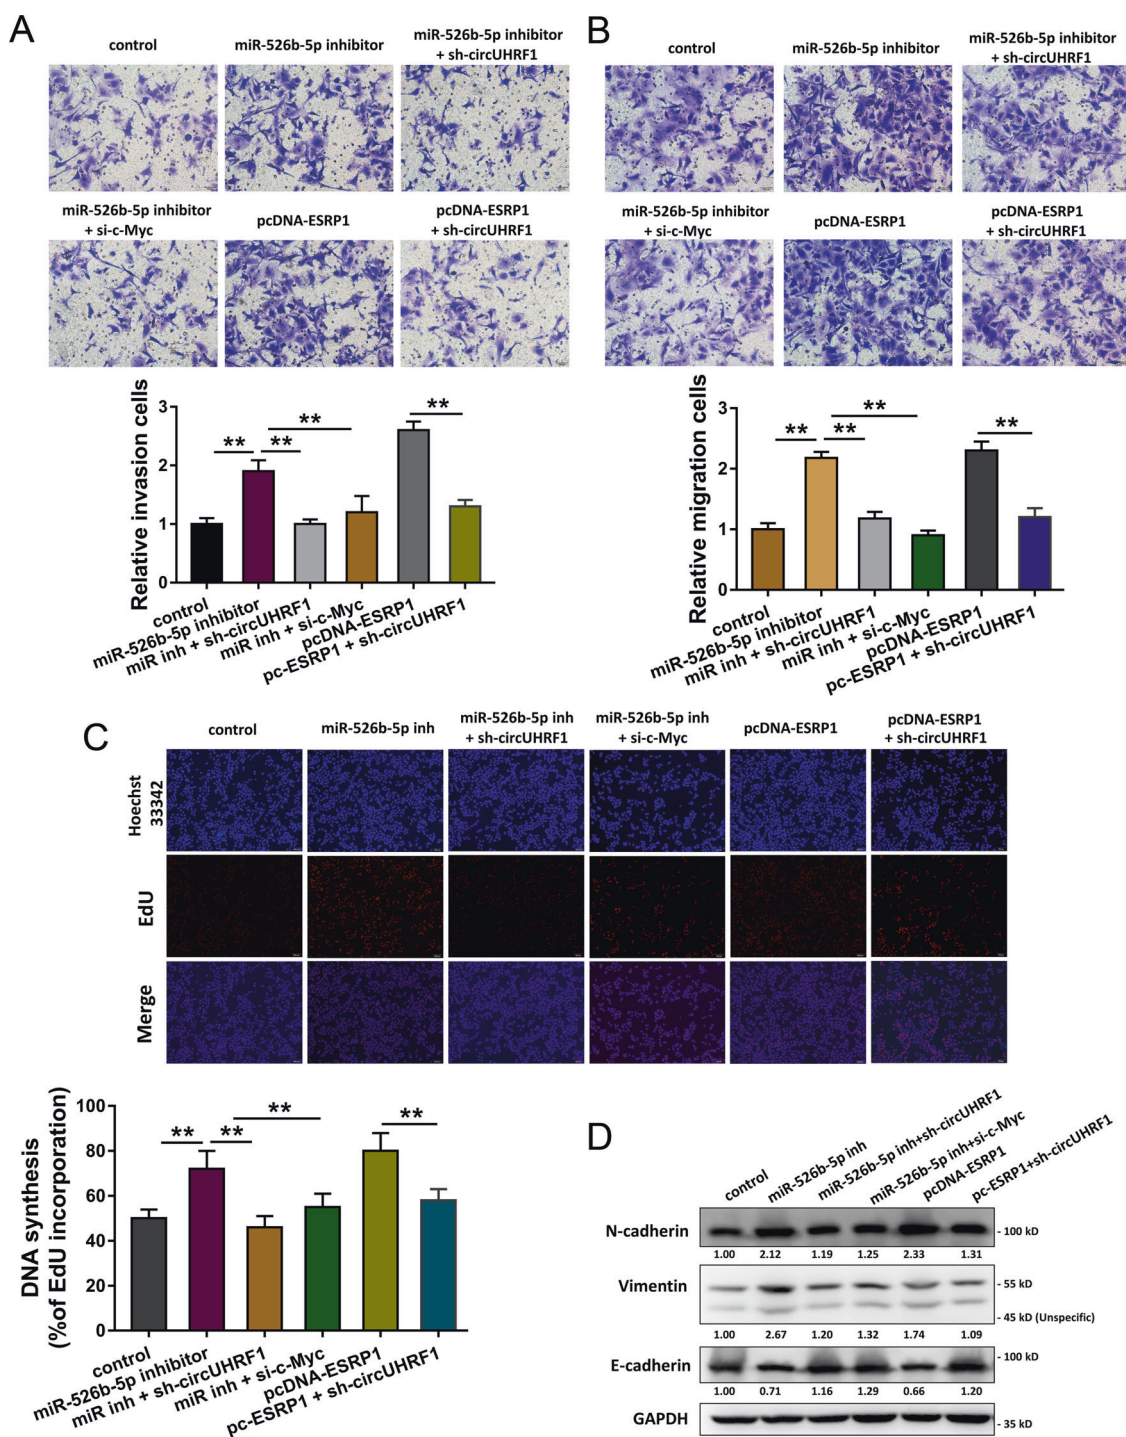 A
control
miR-526b-5p inhibitor
miR-526b-5p inhibitor
+ sh-circUHRF1
miR-526b-5p inhibitor
+ si-c-Myc
pcDNA-ESRP1
pcDNA-ESRP1
+ sh-circUHRF1
Relative invasion cells
3
2
1
0
**
**
**
**
control
miR-526b-5p inhibitor
miR inh + sh-circUHRF1
miR inh + si-c-Myc
pcDNA-ESRP1
pc-ESRP1 + sh-circUHRF1
B
control
miR-526b-5p inhibitor
miR-526b-5p inhibitor
+ sh-circUHRF1
miR-526b-5p inhibitor
+ si-c-Myc
pcDNA-ESRP1
pcDNA-ESRP1
+ sh-circUHRF1
Relative migration cells
3
2
1
0
**
**
**
**
control
miR-526b-5p inhibitor
miR inh + sh-circUHRF1
miR inh + si-c-Myc
pcDNA-ESRP1
pc-ESRP1 + sh-circUHRF1
C
control
miR-526b-5p inh
miR-526b-5p inh
+ sh-circUHRF1
miR-526b-5p inh
+ si-c-Myc
pcDNA-ESRP1
pcDNA-ESRP1
+ sh-circUHRF1
Hoechst
33342
EdU
Merge
DNA synthesis
(%of EdU incorporation)
100
80
60
40
20
0
**
**
**
**
control
miR-526b-5p inhibitor
miR inh + sh-circUHRF1
miR inh + si-c-Myc
pcDNA-ESRP1
pc-ESRP1 + sh-circUHRF1
D
control
miR-526b-5p inh
miR-526b-5p inh+sh-circUHRF1
miR-526b-5p inh+si-c-Myc
pcDNA-ESRP1
pc-ESRP1+sh-circUHRF1
N-cadherin
- 100 kD
1.00 2.12 1.19 1.25 2.33 1.31
Vimentin
- 55 kD
- 45 kD (Unspecific)
1.00 2.67 1.20 1.32 1.74 1.09
E-cadherin
- 100 kD
1.00 0.71 1.16 1.29 0.66 1.20
GAPDH
- 35 kD